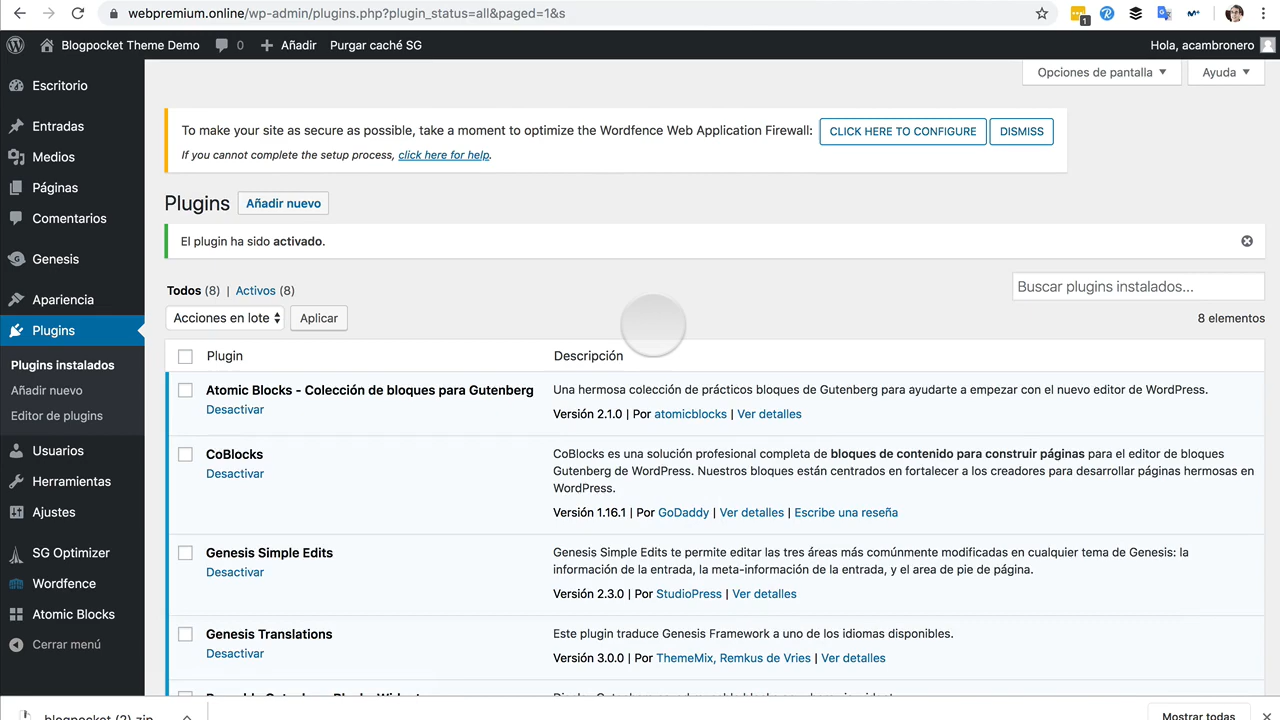 webpremium.online/wp-admin/plugins.php?plugin_status=all&paged=1&s
1
Blogpocket Theme Demo
0
Añadir
Purgar caché SG
Hola, acambronero
Escritorio
Entradas
Medios
Páginas
Comentarios
Genesis
Apariencia
Plugins
Plugins instalados
Añadir nuevo
Editor de plugins
Usuarios
Herramientas
Ajustes
SG Optimizer
Wordfence
Atomic Blocks
Cerrar menú
Opciones de pantalla
Ayuda
To make your site as secure as possible, take a moment to optimize the Wordfence Web Application Firewall: CLICK HERE TO CONFIGURE DISMISS
If you cannot complete the setup process, click here for help.
Plugins Añadir nuevo
El plugin ha sido activado.
Todos (8) | Activos (8)
Buscar plugins instalados...
Acciones en lote Aplicar
8 elementos
Plugin Descripción
Atomic Blocks - Colección de bloques para Gutenberg
Desactivar
Una hermosa colección de prácticos bloques de Gutenberg para ayudarte a empezar con el nuevo editor de WordPress.
Versión 2.1.0 | Por atomicblocks | Ver detalles
CoBlocks
Desactivar
CoBlocks es una solución profesional completa de bloques de contenido para construir páginas para el editor de bloques
Gutenberg de WordPress. Nuestros bloques están centrados en fortalecer a los creadores para desarrollar páginas hermosas en
WordPress.
Versión 1.16.1 | Por GoDaddy | Ver detalles | Escribe una reseña
Genesis Simple Edits
Desactivar
Genesis Simple Edits te permite editar las tres áreas más comúnmente modificadas en cualquier tema de Genesis: la
información de la entrada, la meta-información de la entrada, y el area de pie de página.
Versión 2.3.0 | Por StudioPress | Ver detalles
Genesis Translations
Desactivar
Este plugin traduce Genesis Framework a uno de los idiomas disponibles.
Versión 3.0.0 | Por ThemeMix, Remkus de Vries | Ver detalles
blogpocket (2).zip
Mostrar todas